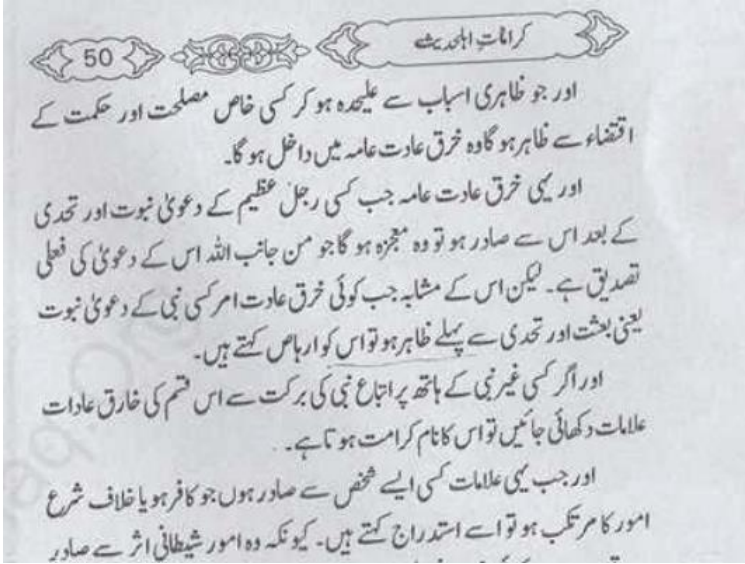 کرامات اہلحدیث
50
اور جو ظاہری اسباب سے علیحدہ ہو کر کسی خاص مصلحت اور حکمت کے
اقتضاء سے ظاہر ہو گا وہ خرق عادت عامہ میں داخل ہو گا۔
اور یہی خرق عادت عامہ جب کسی رجل عظیم کے دعویٰ نبوت اور تحدی
کے بعد اس سے صادر ہو تو وہ معجزہ ہو گا جو من جانب اللہ اس کے دعویٰ کی فعلی
تصدیق ہے۔ لیکن اس کے مشابہ جب کوئی خرق عادت امر کسی نبی کے دعویٰ نبوت
یعنی بعثت اور تحدی سے پہلے ظاہر ہو تو اس کو ارہاص کہتے ہیں۔
اور اگر کسی غیر نبی کے ہاتھ پر اتباع نبی کی برکت سے اس قسم کی خارق عادات
علامات دکھائی جائیں تو اس کا نام کرامت ہو تا ہے۔
اور جب یہی علامات کسی ایسے شخص سے صادر ہوں جو کافر ہو یا خلاف شرع
امور کا مرتکب ہو تو اسے استدراج کہتے ہیں۔ کیونکہ وہ امور شیطانی اثر سے صادر